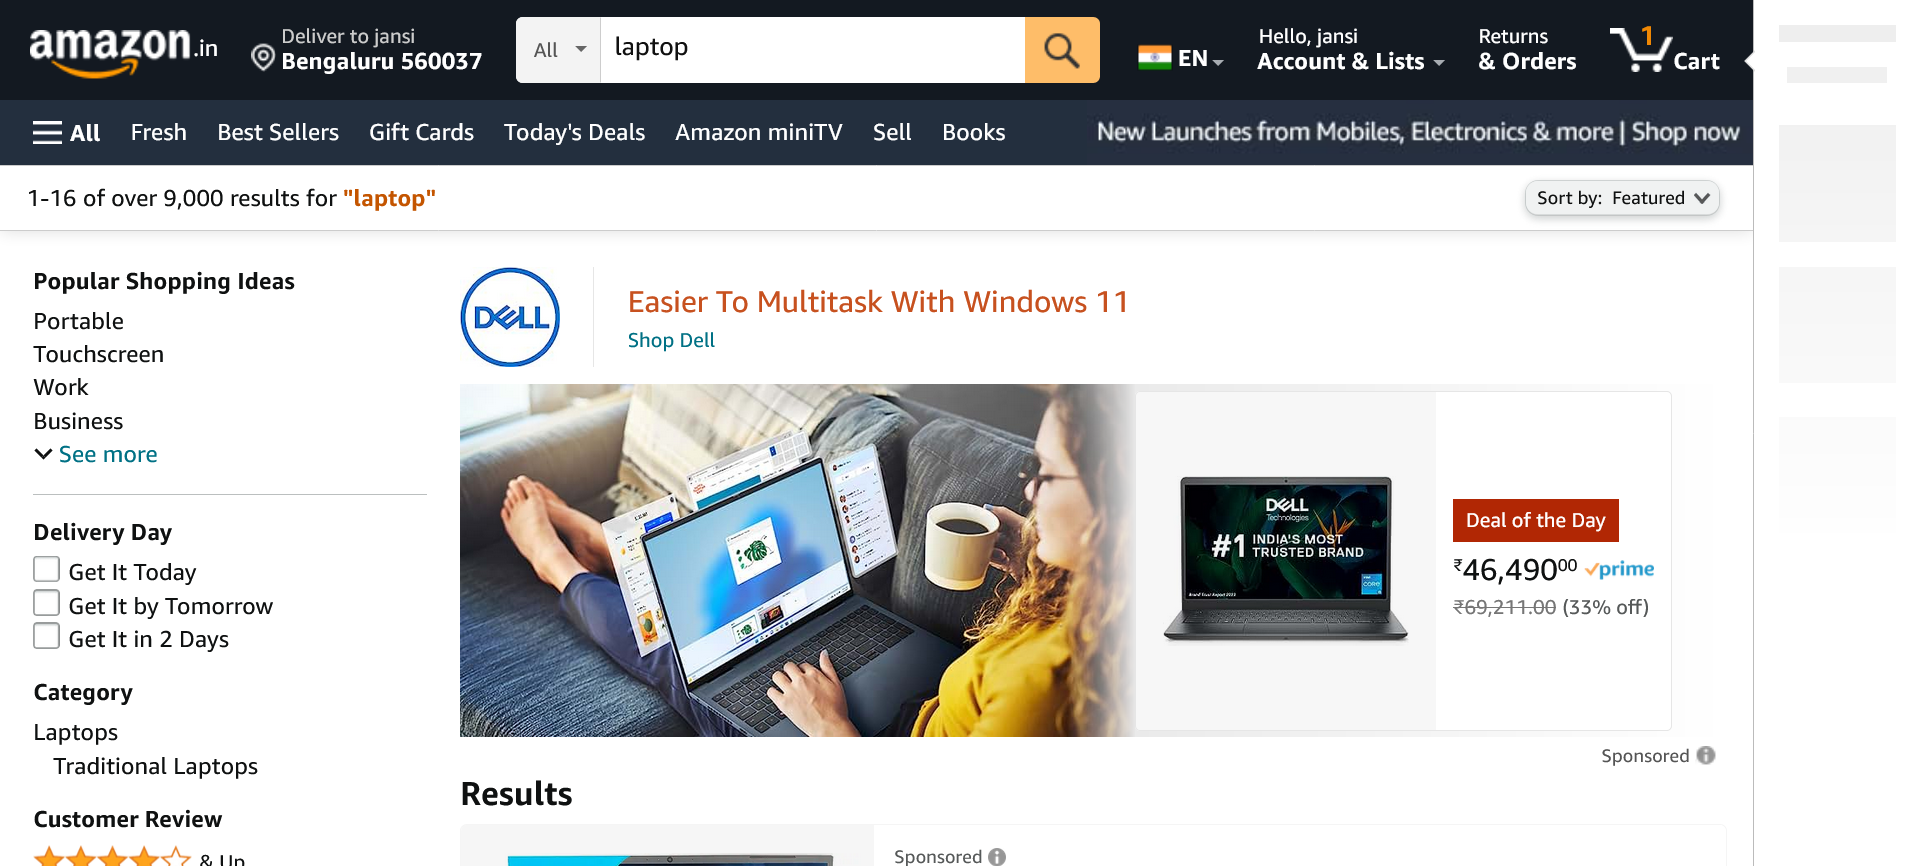 amazon.in
Deliver to jansi
Bengaluru 560037
All
laptop
EN
Hello, jansi
Account & Lists
Returns
& Orders
1
Cart
All
Fresh
Best Sellers
Gift Cards
Today's Deals
Amazon miniTV
Sell
Books
New Launches from Mobiles, Electronics & more | Shop now
1-16 of over 9,000 results for "laptop"
Sort by: Featured
Popular Shopping Ideas
Portable
Touchscreen
Work
Business
See more
Delivery Day
Get It Today
Get It by Tomorrow
Get It in 2 Days
Category
Laptops
Traditional Laptops
Customer Review
& Up
DELL
Easier To Multitask With Windows 11
Shop Dell
DELL
Technologies
#1 INDIA'S MOST
TRUSTED BRAND
Deal of the Day
₹46,49000 prime
₹69,211.00 (33% off)
Sponsored
Results
Sponsored